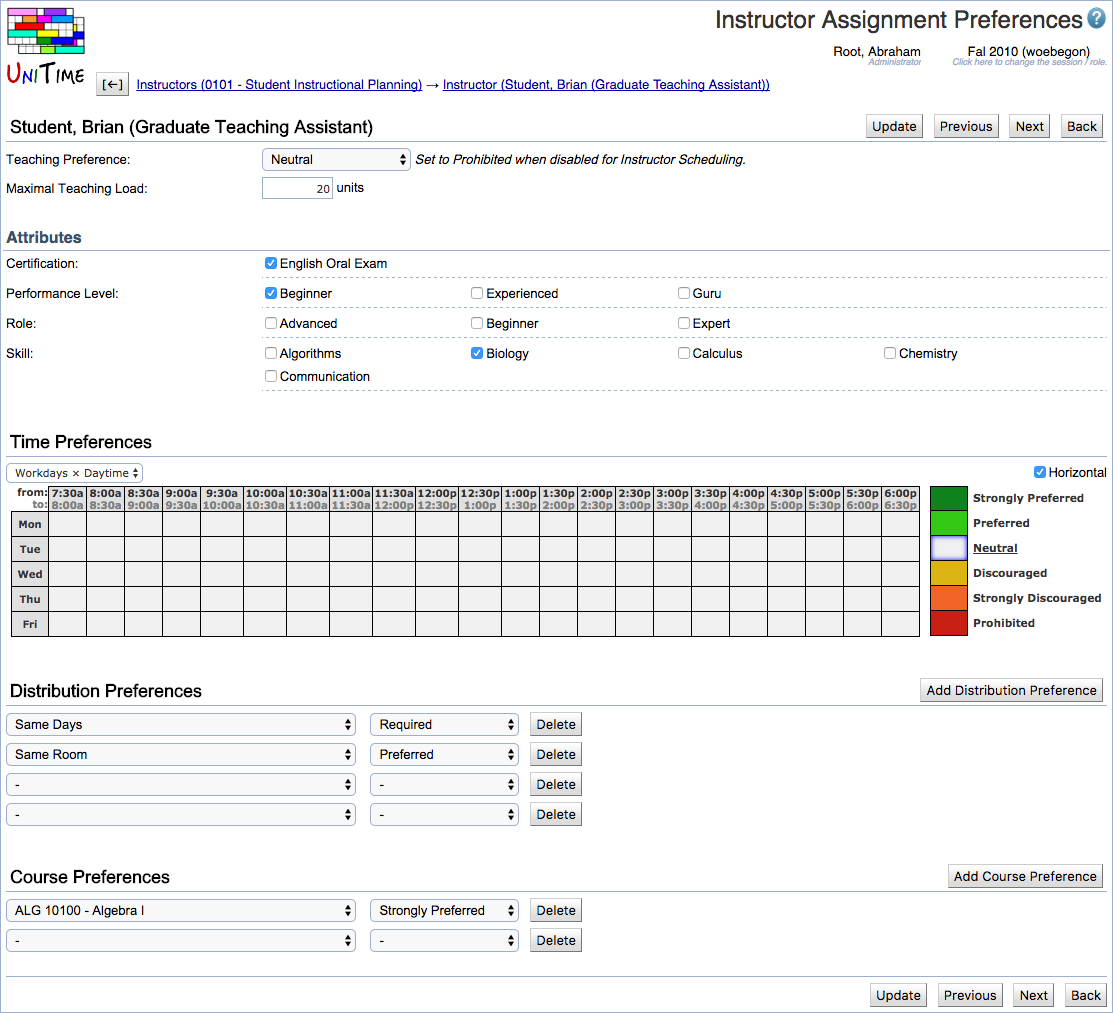 Instructor Assignment Preferences ?
Root, Abraham Fal 2010 (woebegon)
Administrator Click here to change the session / role.
UNITIME
[←] Instructors (0101 - Student Instructional Planning) → Instructor (Student, Brian (Graduate Teaching Assistant))
Student, Brian (Graduate Teaching Assistant) Update Previous Next Back
Teaching Preference: Neutral Set to Prohibited when disabled for Instructor Scheduling.
Maximal Teaching Load: 20 units
Attributes
Certification: English Oral Exam
Performance Level: Beginner Experienced Guru
Role: Advanced Beginner Expert
Skill: Algorithms Biology Calculus Chemistry
Communication
Time Preferences
Workdays × Daytime Horizontal
from: 7:30a 8:00a 8:30a 9:00a 9:30a 10:00a 10:30a 11:00a 11:30a 12:00p 12:30p 1:00p 1:30p 2:00p 2:30p 3:00p 3:30p 4:00p 4:30p 5:00p 5:30p 6:00p
to: 8:00a 8:30a 9:00a 9:30a 10:00a 10:30a 11:00a 11:30a 12:00p 12:30p 1:00p 1:30p 2:00p 2:30p 3:00p 3:30p 4:00p 4:30p 5:00p 5:30p 6:00p 6:30p
Mon
Tue
Wed
Thu
Fri
Strongly Preferred
Preferred
Neutral
Discouraged
Strongly Discouraged
Prohibited
Distribution Preferences Add Distribution Preference
Same Days Required Delete
Same Room Preferred Delete
- - Delete
- - Delete
Course Preferences Add Course Preference
ALG 10100 - Algebra I Strongly Preferred Delete
- - Delete
Update Previous Next Back